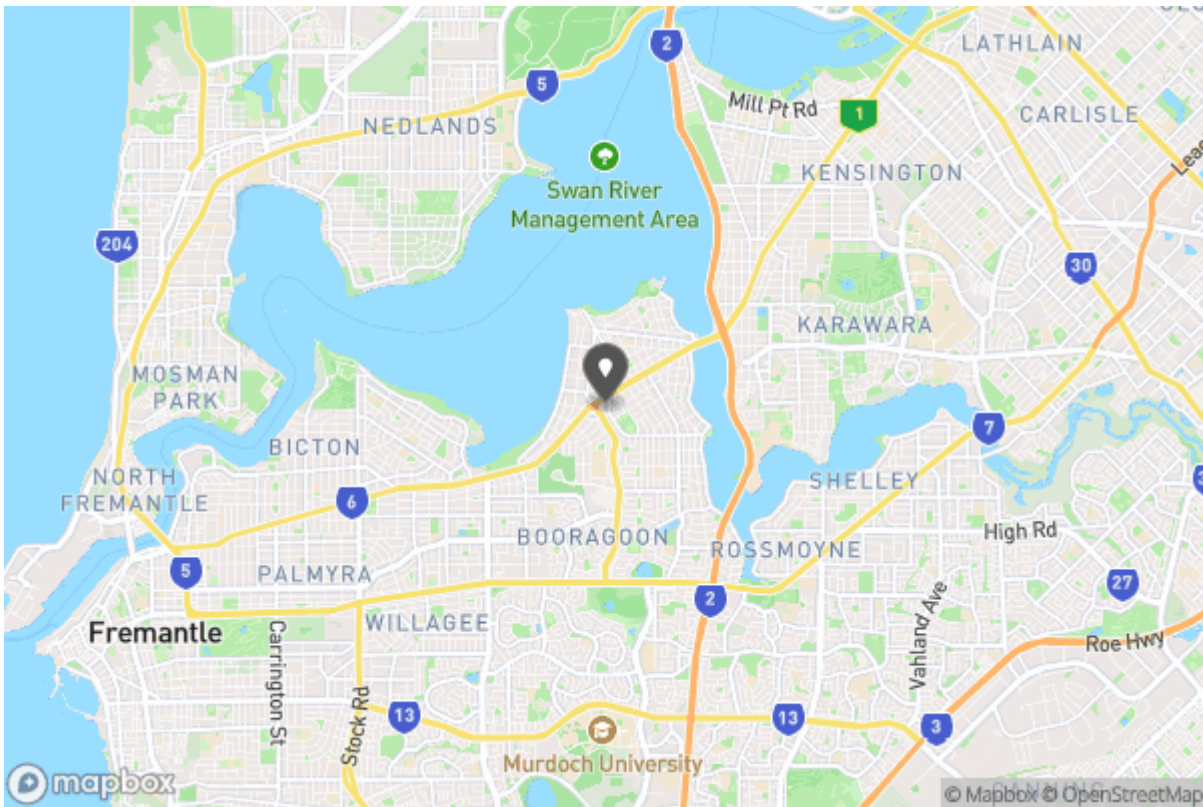 2
LATHLAIN
5
Mill Pt Rd
1
CARLISLE
NEDLANDS
Swan River
Management Area
KENSINGTON
204
30
KARAWARA
MOSMAN
PARK
BICTON
7
NORTH
FREMANTLE
6
SHELLEY
BOORAGOON
ROSSMOYNE
High Rd
5
PALMYRA
27
2
WILLAGEE
Fremantle
Carrington St
Vahland Ave
Roe Hwy
Stock Rd
13
13
3
Murdoch University
mapbox
© Mapbox © OpenStreetMap